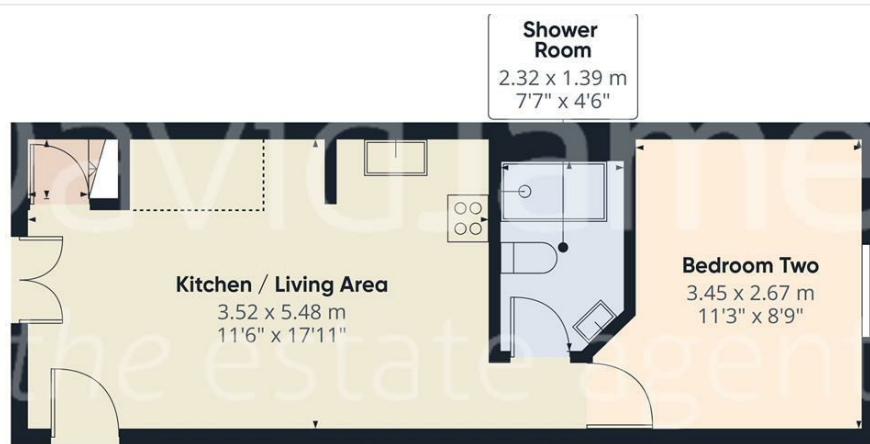 Shower
Room
2.32 x 1.39 m
7'7" x 4'6"
DavidJame
Kitchen / Living Area
3.52 x 5.48 m
11'6" x 17'11"
Bedroom Two
3.45 x 2.67 m
11'3" x 8'9"
the estate agent